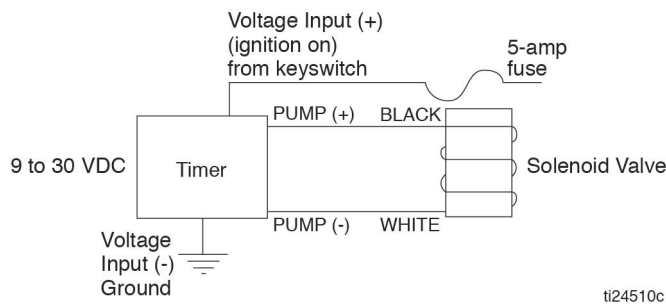 Voltage Input (+)
(ignition on)
from keyswitch
5-amp
fuse
PUMP (+)
BLACK
9 to 30 VDC
Timer
Solenoid Valve
PUMP (-)
WHITE
Voltage
Input (-)
Ground
ti24510c